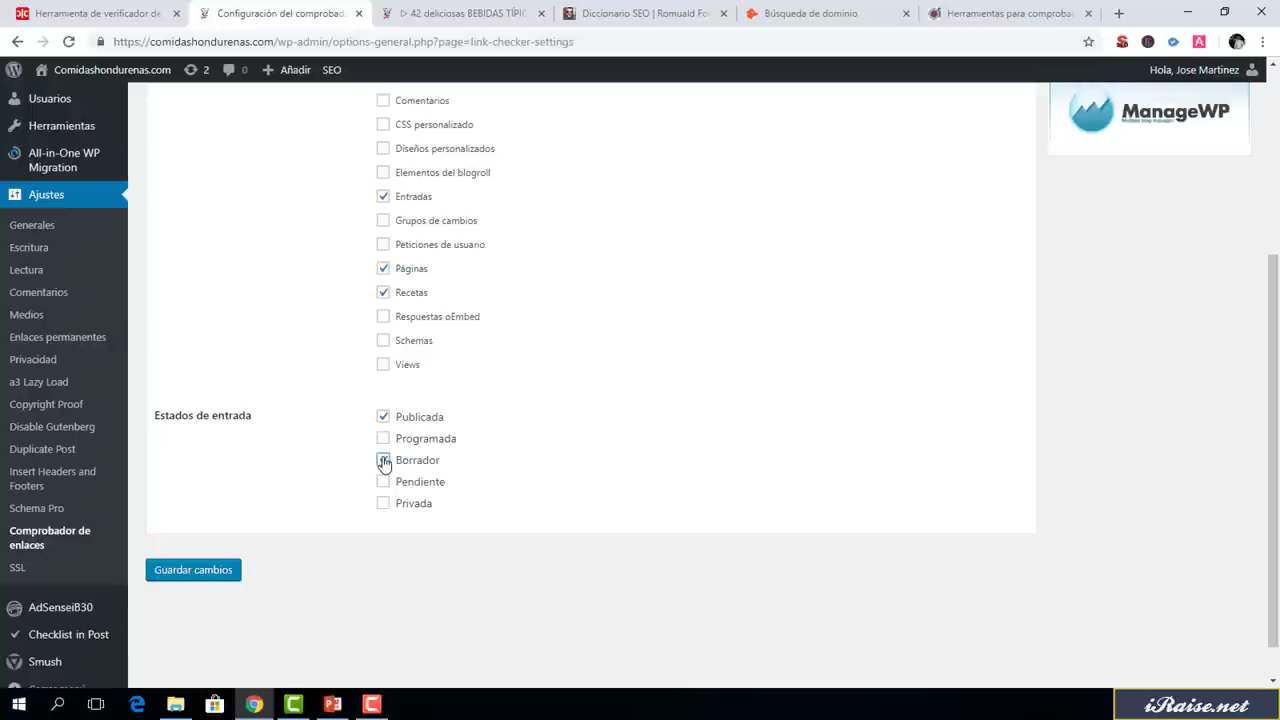 Herramientas de verificador de
Configuración del comprobad
▷ 42 deliciosas BEBIDAS TÍPIC
Diccionario SEO | Romuald Fo
Búsqueda de dominio
Herramientas para comproba
https://comidashondurenas.com/wp-admin/options-general.php?page=link-checker-settings
Comidashondurenas.com
2
0
Añadir
SEO
Hola, Jose Martinez
Usuarios
Herramientas
All-in-One WP
Migration
Ajustes
Generales
Escritura
Lectura
Comentarios
Medios
Enlaces permanentes
Privacidad
a3 Lazy Load
Copyright Proof
Disable Gutenberg
Duplicate Post
Insert Headers and
Footers
Schema Pro
Comprobador de
enlaces
SSL
AdSenseiB30
Checklist in Post
Smush
Comentarios
CSS personalizado
Diseños personalizados
Elementos del blogroll
Entradas
Grupos de cambios
Peticiones de usuario
Páginas
Recetas
Respuestas oEmbed
Schemas
Views
Estados de entrada
Publicada
Programada
Borrador
Pendiente
Privada
Guardar cambios
ManageWP
iRaise.net